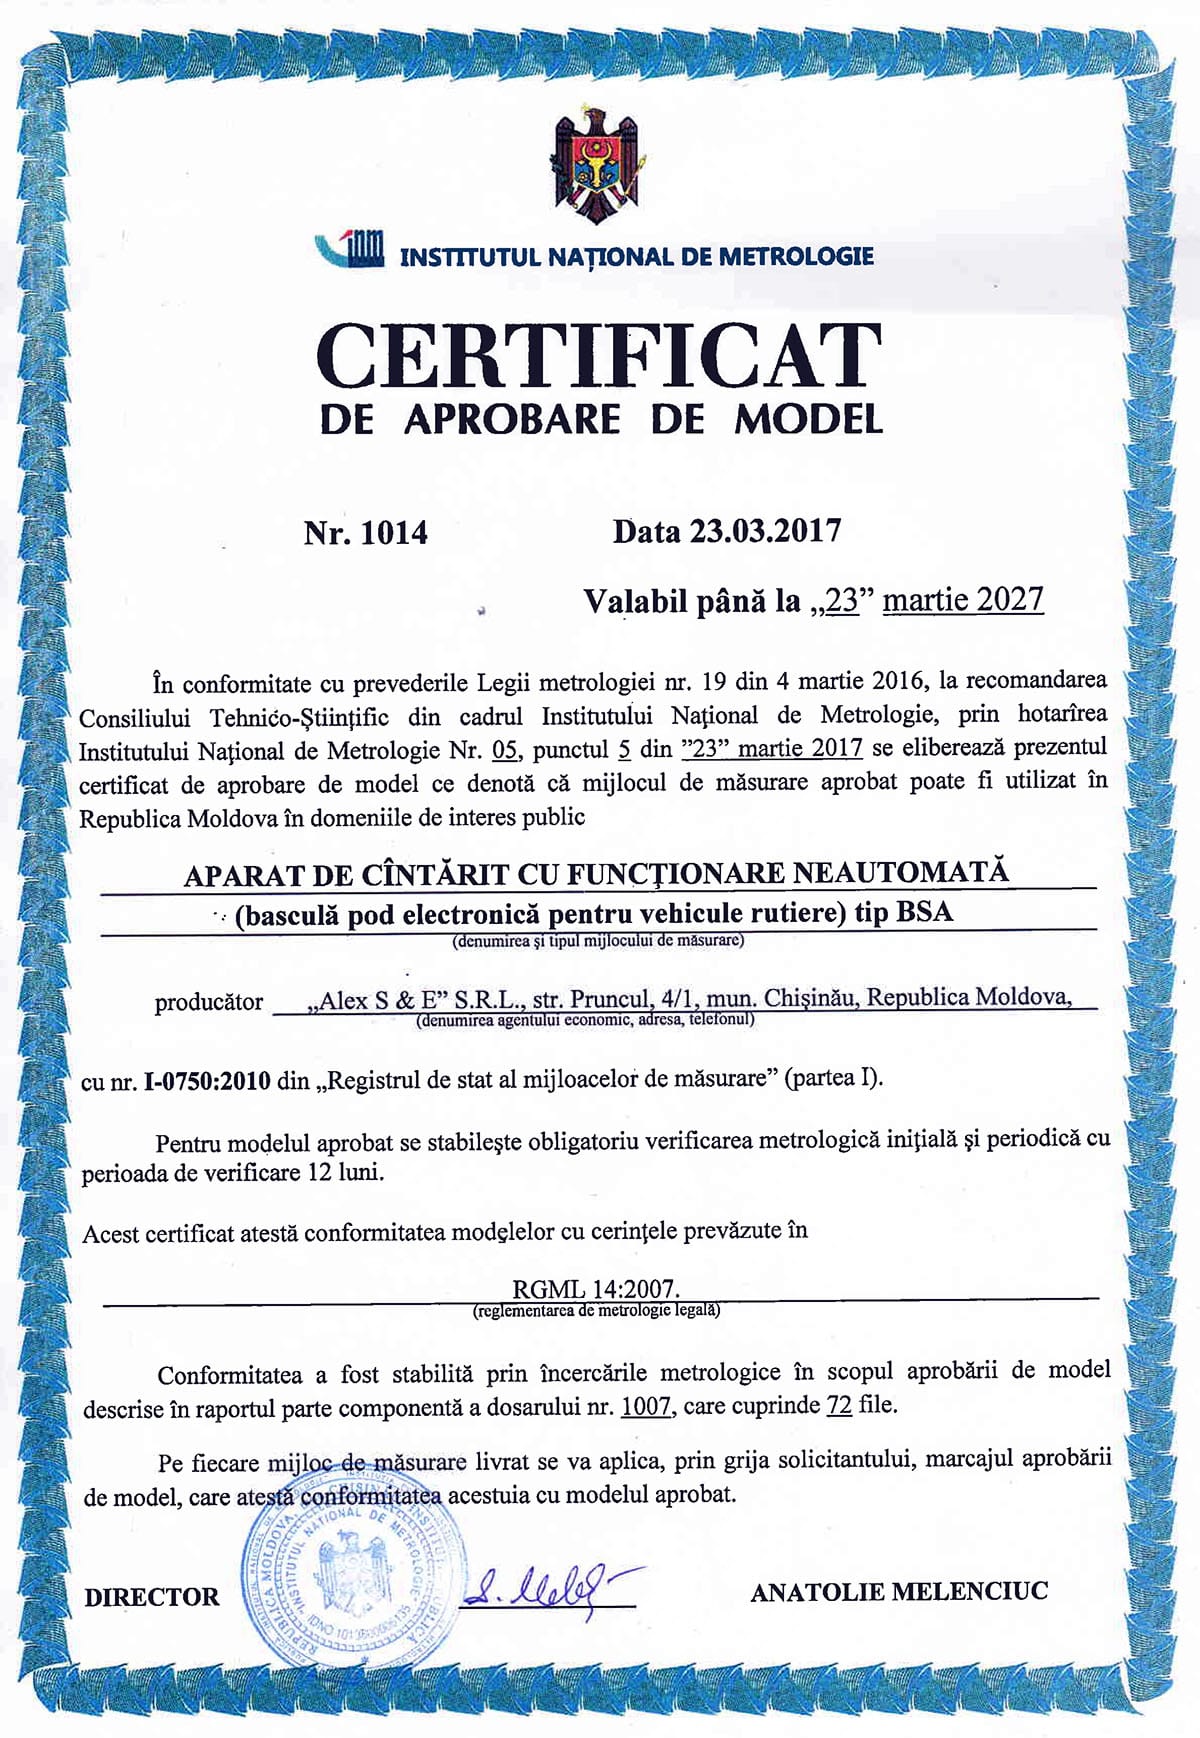 inm INSTITUTUL NAȚIONAL DE METROLOGIE
CERTIFICAT
DE APROBARE DE MODEL
Nr. 1014 Data 23.03.2017
Valabil până la „23” martie 2027
În conformitate cu prevederile Legii metrologiei nr. 19 din 4 martie 2016, la recomandarea
Consiliului Tehnico-Științific din cadrul Institutului Naţional de Metrologie, prin hotarîrea
Institutului Naţional de Metrologie Nr. 05, punctul 5 din ”23” martie 2017 se eliberează prezentul
certificat de aprobare de model ce denotă că mijlocul de măsurare aprobat poate fi utilizat în
Republica Moldova în domeniile de interes public
APARAT DE CÎNTĂRIT CU FUNCŢIONARE NEAUTOMATĂ
(basculă pod electronică pentru vehicule rutiere) tip BSA
(denumirea şi tipul mijlocului de măsurare)
producător „Alex S & E” S.R.L., str. Pruncul, 4/1, mun. Chişinău, Republica Moldova,
(denumirea agentului economic, adresa, telefonul)
cu nr. I-0750:2010 din „Registrul de stat al mijloacelor de măsurare” (partea I).
Pentru modelul aprobat se stabileşte obligatoriu verificarea metrologică iniţială şi periodică cu
perioada de verificare 12 luni.
Acest certificat atestă conformitatea modelelor cu cerinţele prevăzute în
RGML 14:2007.
(reglementarea de metrologie legală)
Conformitatea a fost stabilită prin încercările metrologice în scopul aprobării de model
descrise în raportul parte componentă a dosarului nr. 1007, care cuprinde 72 file.
Pe fiecare mijloc de măsurare livrat se va aplica, prin grija solicitantului, marcajul aprobării
de model, care atestă conformitatea acestuia cu modelul aprobat.
REPUBLICA MOLDOVA
"INSTITUTUL NAȚIONAL DE METROLOGIE"
DIRECTOR ANATOLIE MELENCIUC